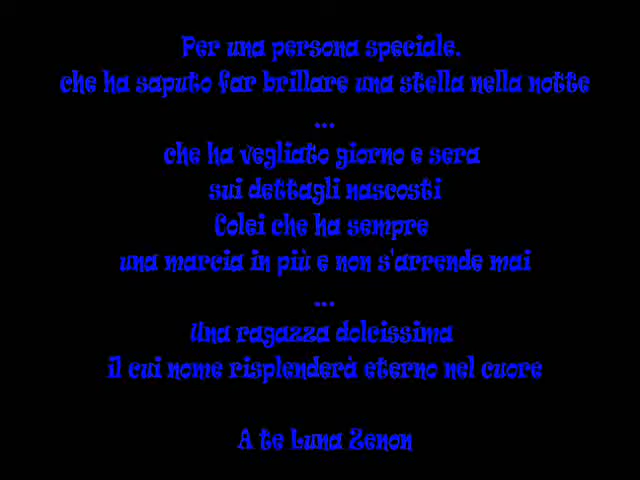 Per una persona speciale,
che ha saputo far brillare una stella nella notte
...
che ha vegliato giorno e sera
sui dettagli nascosti
Colei che ha sempre
una marcia in più e non s'arrende mai
...
Una ragazza dolcissima
il cui nome risplenderà eterno nel cuore
A te Luna Zenon